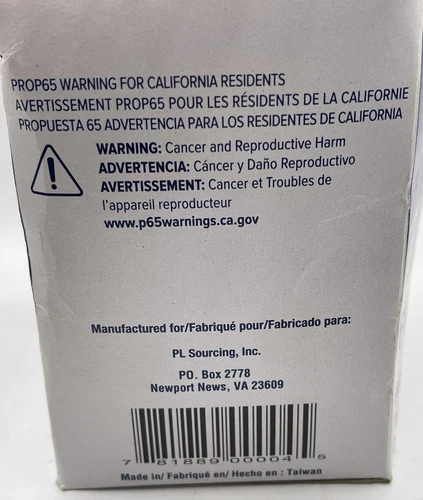 PROP65 WARNING FOR CALIFORNIA RESIDENTS
AVERTISSEMENT PROP65 POUR LES RÉSIDENTS DE LA CALIFORNIE
PROPUESTA 65 ADVERTENCIA PARA LOS RESIDENTES DE CALIFORNIA
WARNING: Cancer and Reproductive Harm
ADVERTENCIA: Cáncer y Daño Reproductivo
AVERTISSEMENT: Cancer et Troubles de
l'appareil reproducteur
www.p65warnings.ca.gov
Manufactured for/Fabriqué pour/Fabricado para:
PL Sourcing, Inc.
PO. Box 2778
Newport News, VA 23609
7 81889 00004 5
Made in/ Fabriqué en/ Hecho en : Taiwan